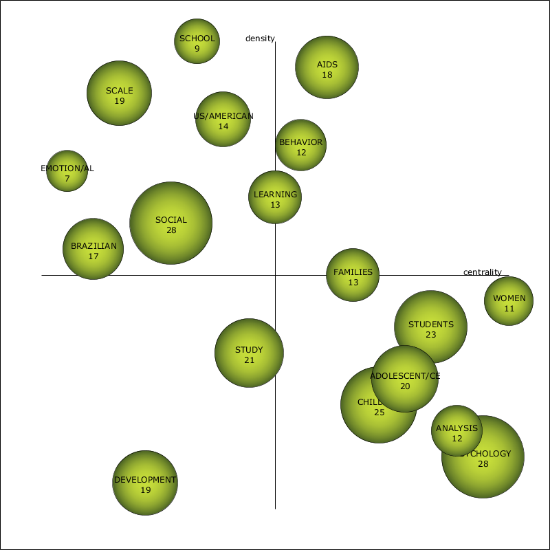 SCHOOL
9
density
AIDS
18
SCALE
19
US/AMERICAN
14
BEHAVIOR
12
EMOTION/AL
7
LEARNING
13
SOCIAL
28
BRAZILIAN
17
FAMILIES
13
centrality
WOMEN
11
STUDENTS
23
STUDY
21
ADOLESCENT/CE
20
CHILD
25
ANALYSIS
12
YCHOLOGY
28
DEVELOPMENT
19